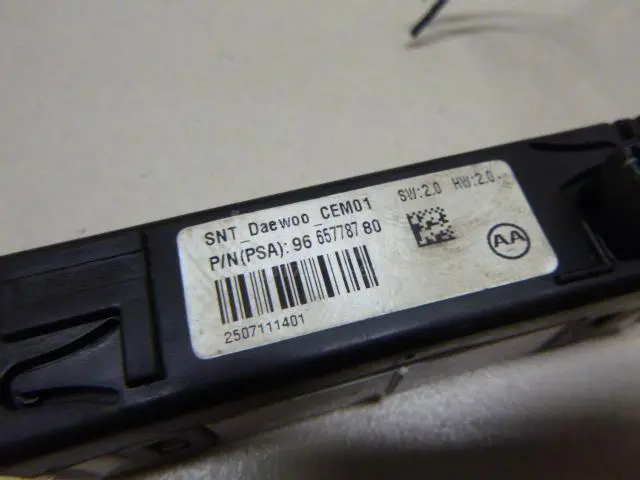 SNT_Daewoo_CEM01
SW:2.0 HW:2.0
P/N(PSA): 96 657787 80
AA
2507111401